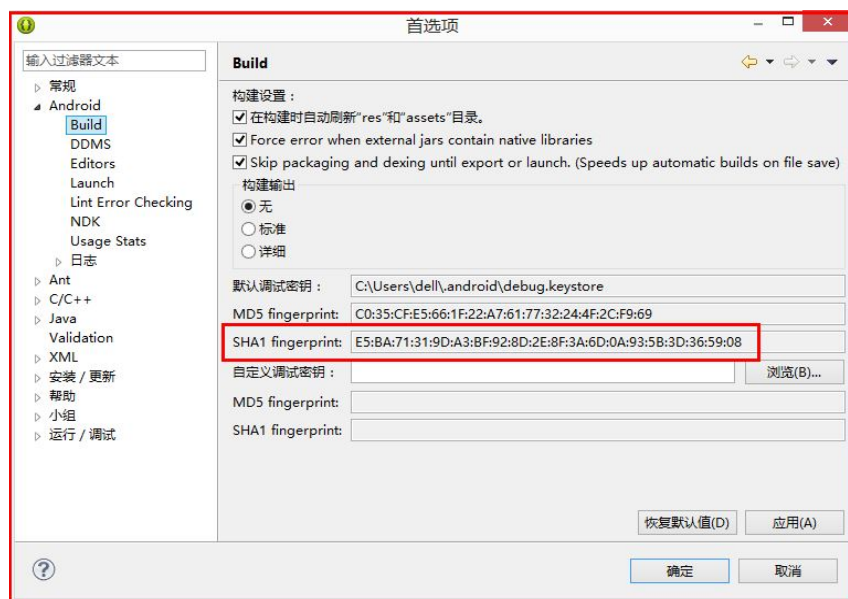 首选项
输入过滤器文本
常规
Android
Build
DDMS
Editors
Launch
Lint Error Checking
NDK
Usage Stats
日志
Ant
C/C++
Java
Validation
XML
安装 / 更新
帮助
小组
运行 / 调试
Build
构建设置：
在构建时自动刷新“res”和“assets”目录。
Force error when external jars contain native libraries
Skip packaging and dexing until export or launch. (Speeds up automatic builds on file save)
构建输出
无
标准
详细
默认调试密钥： C:\Users\dell\.android\debug.keystore
MD5 fingerprint: C0:35:CF:E5:66:1F:22:A7:61:77:32:24:4F:2C:F9:69
SHA1 fingerprint: E5:BA:71:31:9D:A3:BF:92:8D:2E:8F:3A:6D:0A:93:5B:3D:36:59:08
自定义调试密钥： 浏览(B)...
MD5 fingerprint:
SHA1 fingerprint:
恢复默认值(D) 应用(A)
? 确定 取消